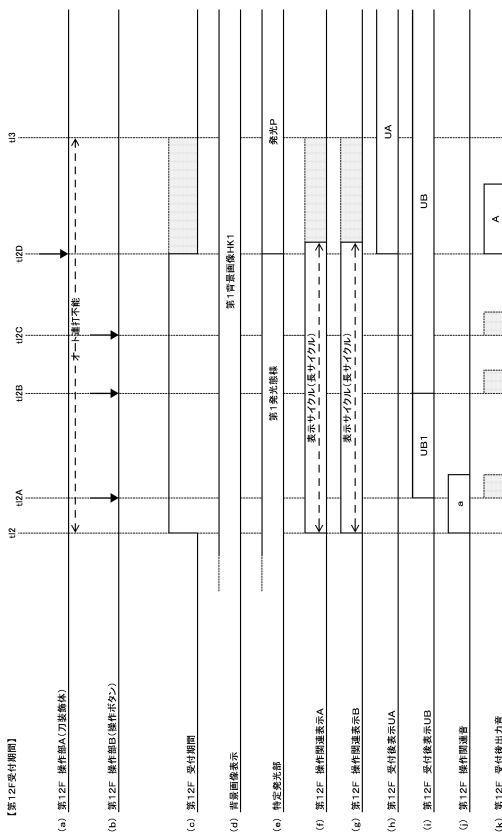 【第12F受付期間】
tl2
tl2A
tl2B
tl2C
tl2D
tl3
(a) 第12F 操作部A(刀装飾体)
オート連打不能
(b) 第12F 操作部B(操作ボタン)
(c) 第12F 受付期間
(d) 背景画像表示
第1背景画像HK1
(e) 特定発光部
第1発光態様
発光P
(f) 第12F 操作関連表示A
表示サイクル(長サイクル)
(g) 第12F 操作関連表示B
表示サイクル(長サイクル)
(h) 第12F 受付後表示UA
UA
(i) 第12F 受付後表示UB
UB1
UB
(j) 第12F 操作関連音
a
(k) 第12F 受付後出力音
A